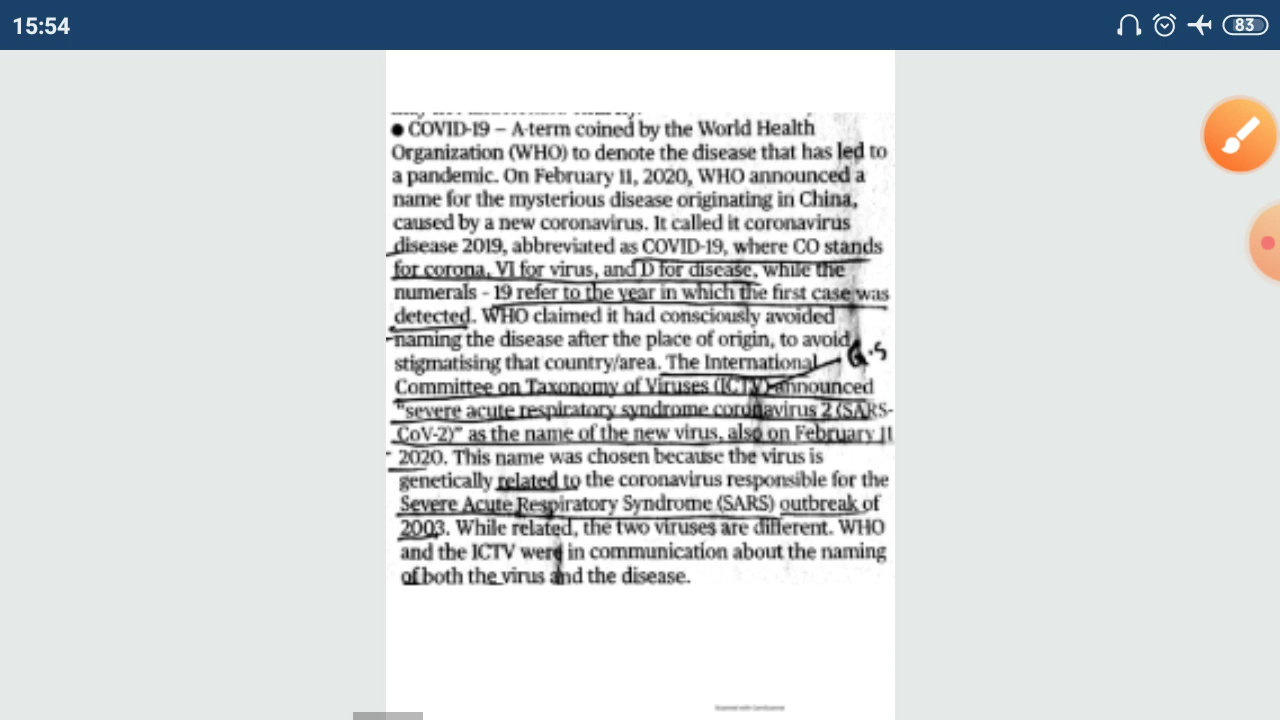 15:54
83
● COVID-19 – A term coined by the World Health
Organization (WHO) to denote the disease that has led to
a pandemic. On February 11, 2020, WHO announced a
name for the mysterious disease originating in China,
caused by a new coronavirus. It called it coronavirus
disease 2019, abbreviated as COVID-19, where CO stands
for corona, VI for virus, and D for disease, while the
numerals - 19 refer to the year in which the first case was
detected. WHO claimed it had consciously avoided
naming the disease after the place of origin, to avoid
stigmatising that country/area. The International
G.S
Committee on Taxonomy of Viruses (ICTV) announced
"severe acute respiratory syndrome coronavirus 2 (SARS-
CoV-2)" as the name of the new virus, also on February 11
2020. This name was chosen because the virus is
genetically related to the coronavirus responsible for the
Severe Acute Respiratory Syndrome (SARS) outbreak of
2003. While related, the two viruses are different. WHO
and the ICTV were in communication about the naming
of both the virus and the disease.
Scanned with CamScanner